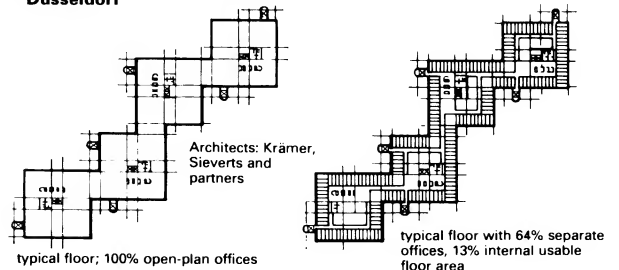 Düsseldorf
Architects: Krämer,
Sieverts and
partners
typical floor; 100% open-plan offices
typical floor with 64% separate
offices, 13% internal usable
floor area